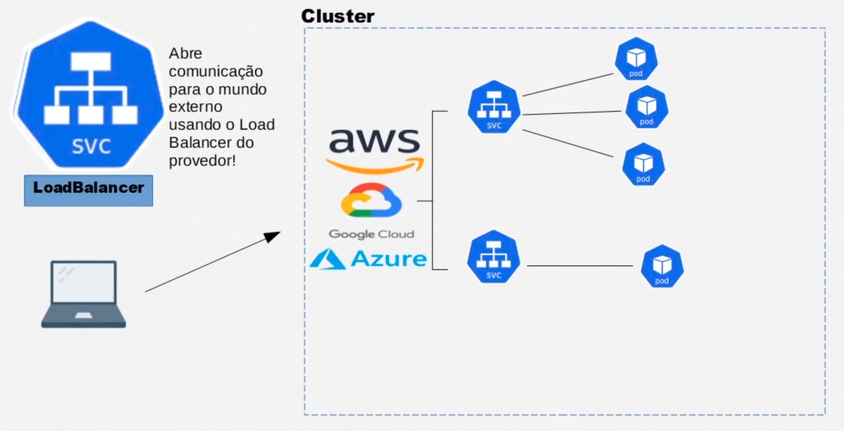 Cluster
Abre
comunicação
para o mundo
externo
usando o Load
Balancer do
provedor!
svc
LoadBalancer
aws
Google Cloud
Azure
svc
pod
pod
pod
svc
pod